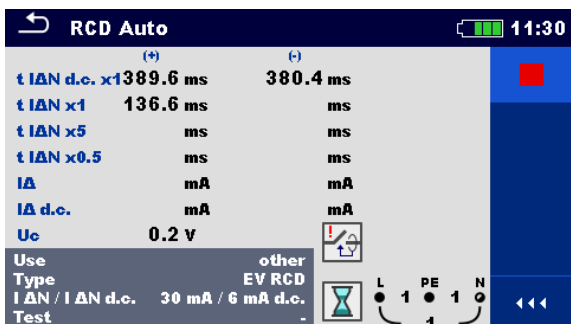 RCD Auto 11:30
(+) (-)
t IΔN d.c. x1 389.6 ms 380.4 ms
t IΔN x1 136.6 ms ms
t IΔN x5 ms ms
t IΔN x0.5 ms ms
IΔ mA mA
IΔ d.c. mA mA
Uc 0.2 V
Use other
Type EV RCD
I ΔN / I ΔN d.c. 30 mA / 6 mA d.c.
Test -
L PE N
1 1
1